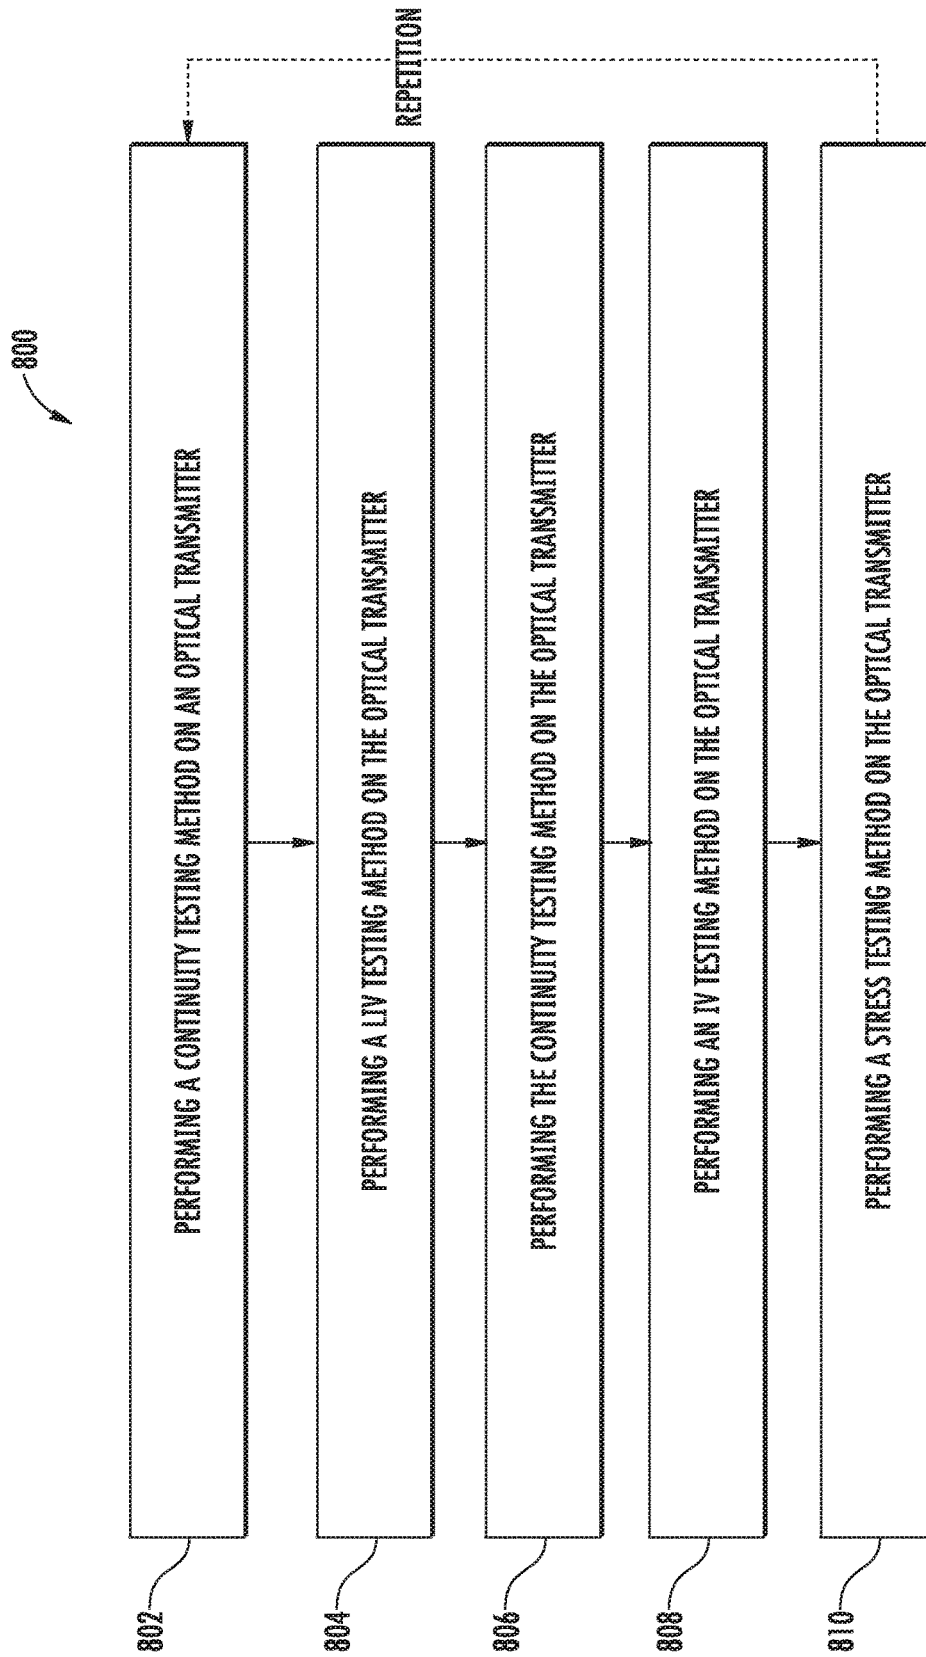 800
REPETITION
802
PERFORMING A CONTINUITY TESTING METHOD ON AN OPTICAL TRANSMITTER
804
PERFORMING A LIV TESTING METHOD ON THE OPTICAL TRANSMITTER
806
PERFORMING THE CONTINUITY TESTING METHOD ON THE OPTICAL TRANSMITTER
808
PERFORMING AN IV TESTING METHOD ON THE OPTICAL TRANSMITTER
810
PERFORMING A STRESS TESTING METHOD ON THE OPTICAL TRANSMITTER